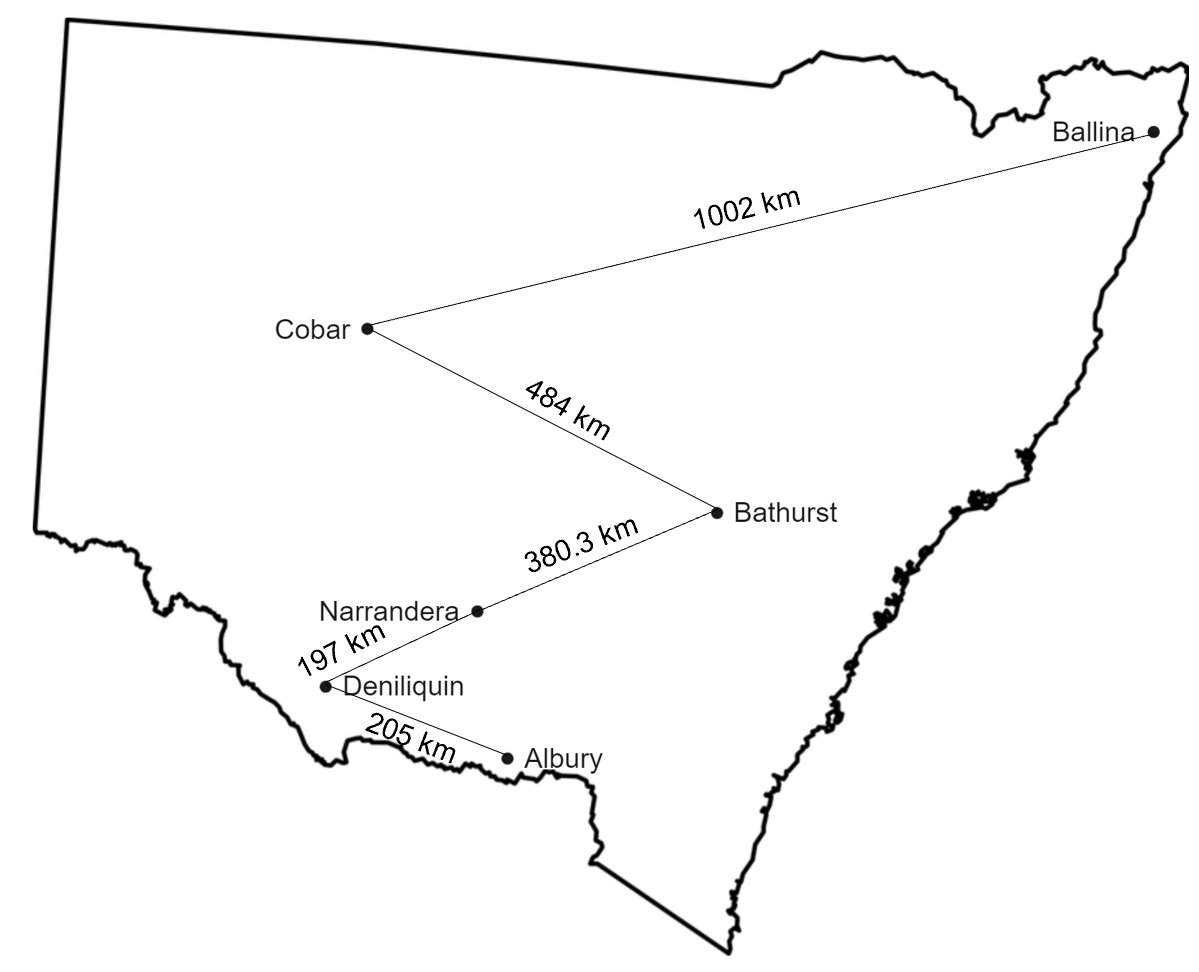 Ballina
1002 km
Cobar
484 km
Bathurst
380.3 km
Narrandera
197 km
Deniliquin
205 km
Albury